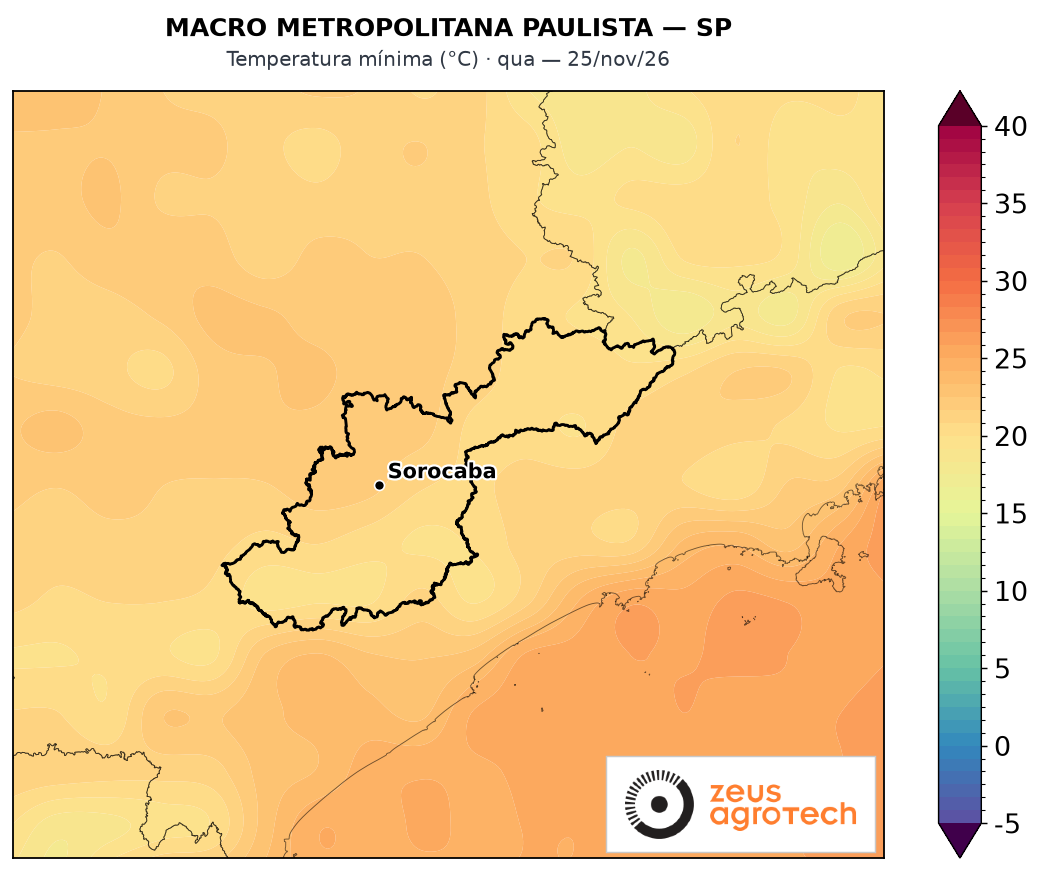 MACRO METROPOLITANA PAULISTA — SP
Temperatura mínima (°C) · qua — 25/nov/26
40
35
30
25
20
15
10
5
0
-5
Sorocaba
zeus
agrotech